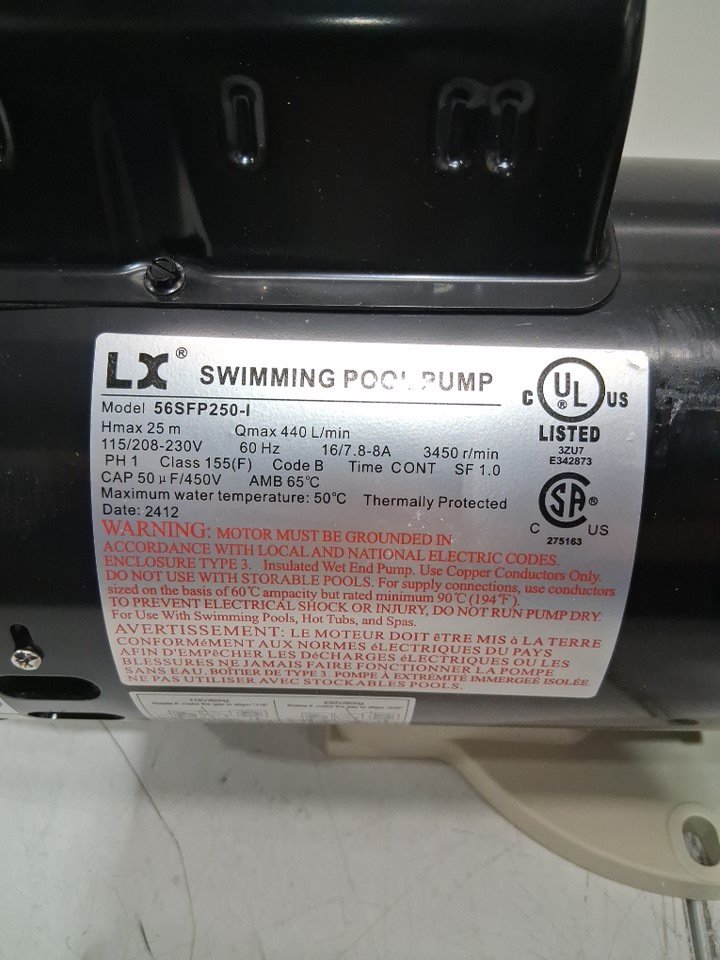 LX® SWIMMING POOL PUMP
Model 56SFP250-I
Hmax 25 m Qmax 440 L/min
115/208-230V 60 Hz 16/7.8-8A 3450 r/min
PH 1 Class 155(F) Code B Time CONT SF 1.0
CAP 50 μF/450V AMB 65℃
Maximum water temperature: 50℃ Thermally Protected
Date: 2412
C UL® US
LISTED
3ZU7
E342873
SA®
C US
275163
WARNING: MOTOR MUST BE GROUNDED IN
ACCORDANCE WITH LOCAL AND NATIONAL ELECTRIC CODES.
ENCLOSURE TYPE 3. Insulated Wet End Pump. Use Copper Conductors Only.
DO NOT USE WITH STORABLE POOLS. For supply connections, use conductors
sized on the basis of 60℃ ampacity but rated minimum 90℃ (194℉).
TO PREVENT ELECTRICAL SHOCK OR INJURY, DO NOT RUN PUMP DRY.
For Use With Swimming Pools, Hot Tubs, and Spas.
AVERTISSEMENT: LE MOTEUR DOIT êTRE MIS à LA TERRE
CONFORMéMENT AUX NORMES éLECTRIQUES DU PAYS
AFIN D'EMPêCHER LES DéCHARGES éLECTRIQUES OU LES
BLESSURES NE JAMAIS FAIRE FONCTIONNER LA POMPE
SANS EAU, BOÎTIER DE TYPE 3. POMPE À EXTRÉMITÉ IMMERGEÉ ISOLÉE
NE PAS UTILISER AVEC STOCKABLES POOLS.
115V/60Hz 230V/60Hz